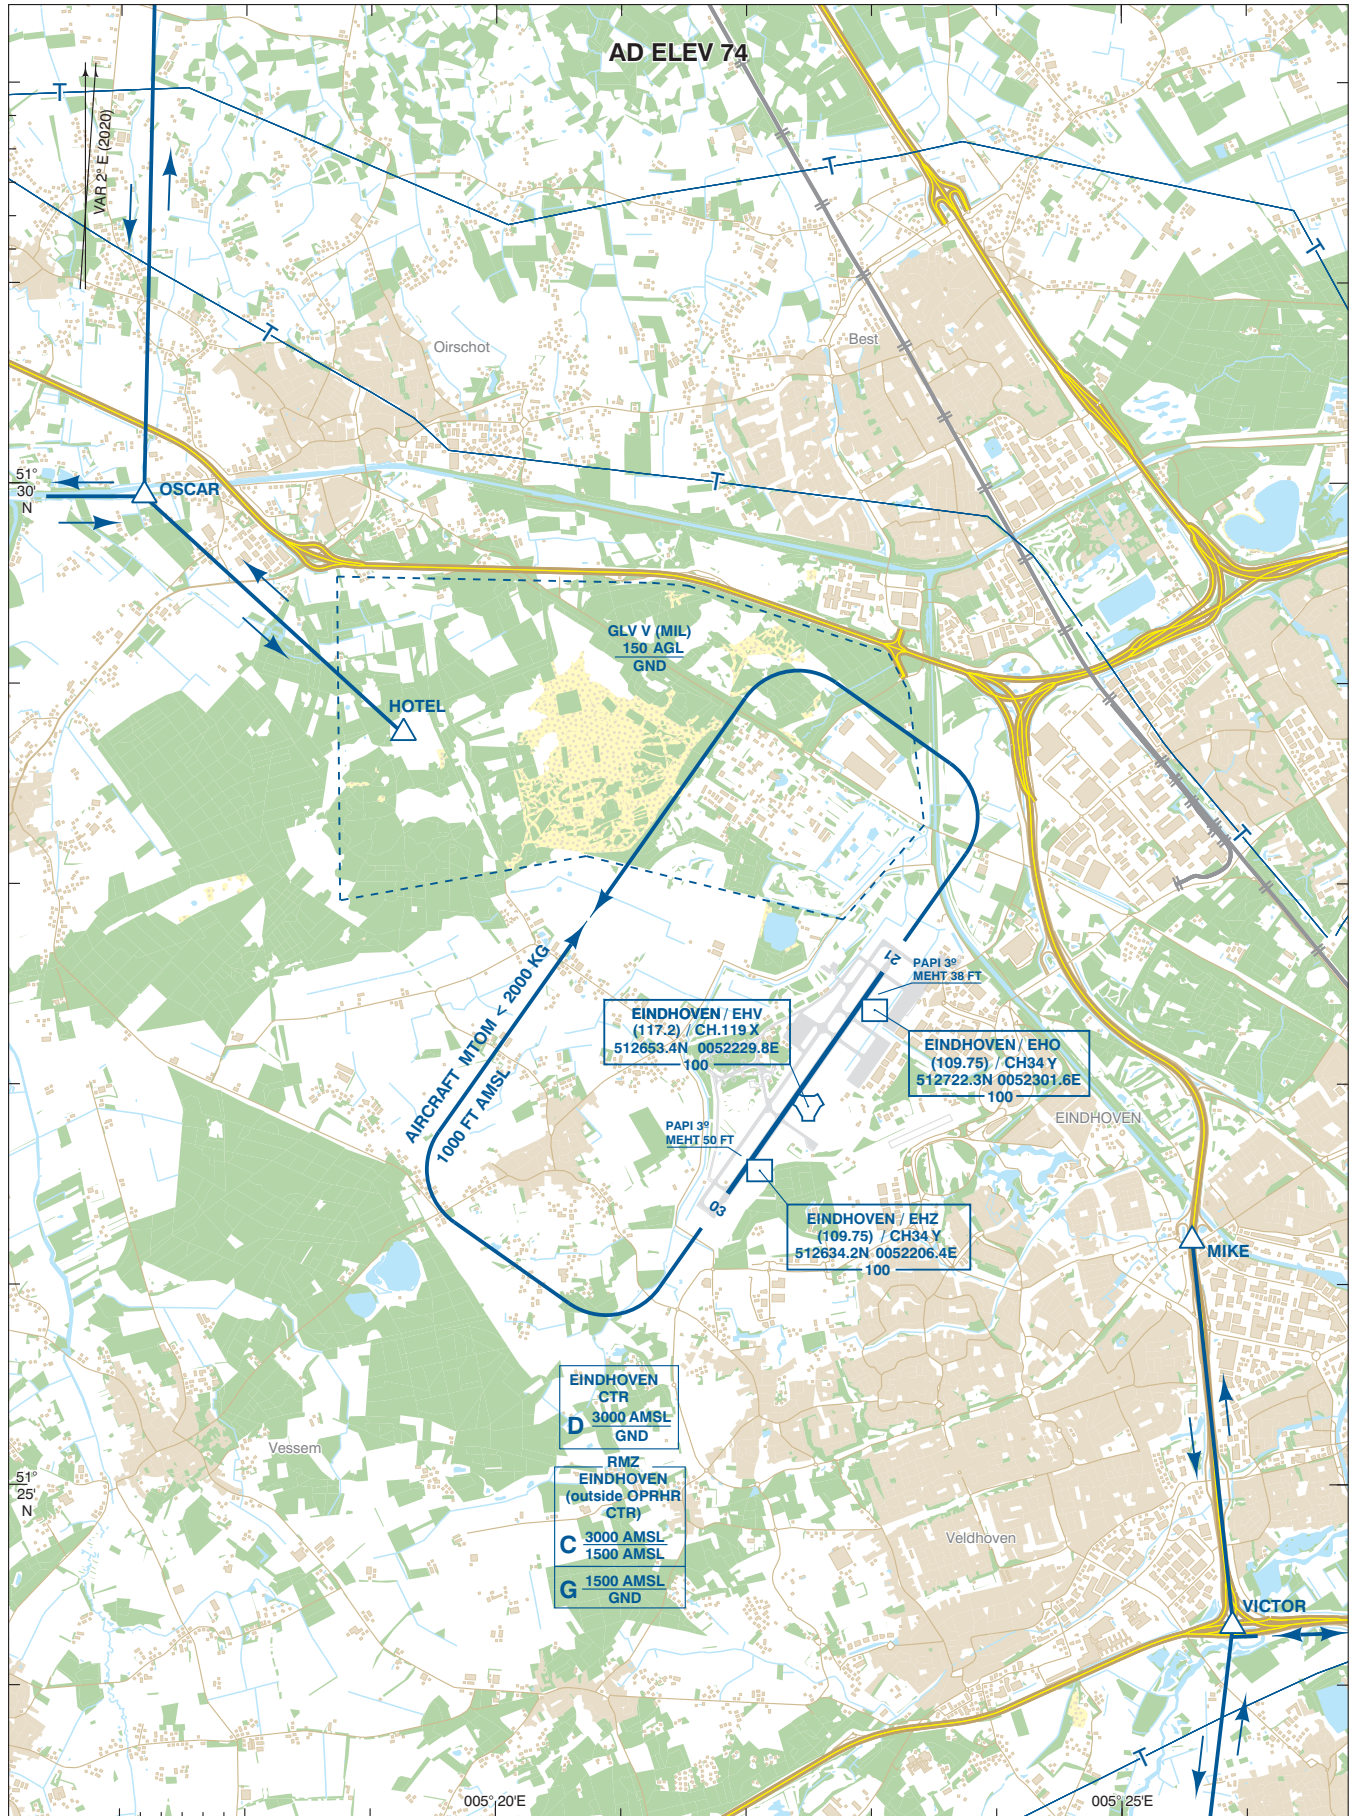 AD ELEV 74
VAR 2° E (2020)
T
T
T
T
T
T
T
T
Oirschot
Best
51°
30'
N
OSCAR
GLV V (MIL)
150 AGL
GND
HOTEL
AIRCRAFT MTOM < 2000 KG
1000 FT AMSL
21
PAPI 3º
MEHT 38 FT
EINDHOVEN / EHV
(117.2) / CH.119 X
512653.4N 0052229.8E
100
EINDHOVEN / EHO
(109.75) / CH34 Y
512722.3N 0052301.6E
100
EINDHOVEN
PAPI 3º
MEHT 50 FT
03
EINDHOVEN / EHZ
(109.75) / CH34 Y
512634.2N 0052206.4E
100
MIKE
EINDHOVEN
CTR
D 3000 AMSL
GND
RMZ
EINDHOVEN
(outside OPRHR
CTR)
C 3000 AMSL
1500 AMSL
G 1500 AMSL
GND
Vessem
51°
25'
N
Veldhoven
VICTOR
005° 20'E
005° 25'E